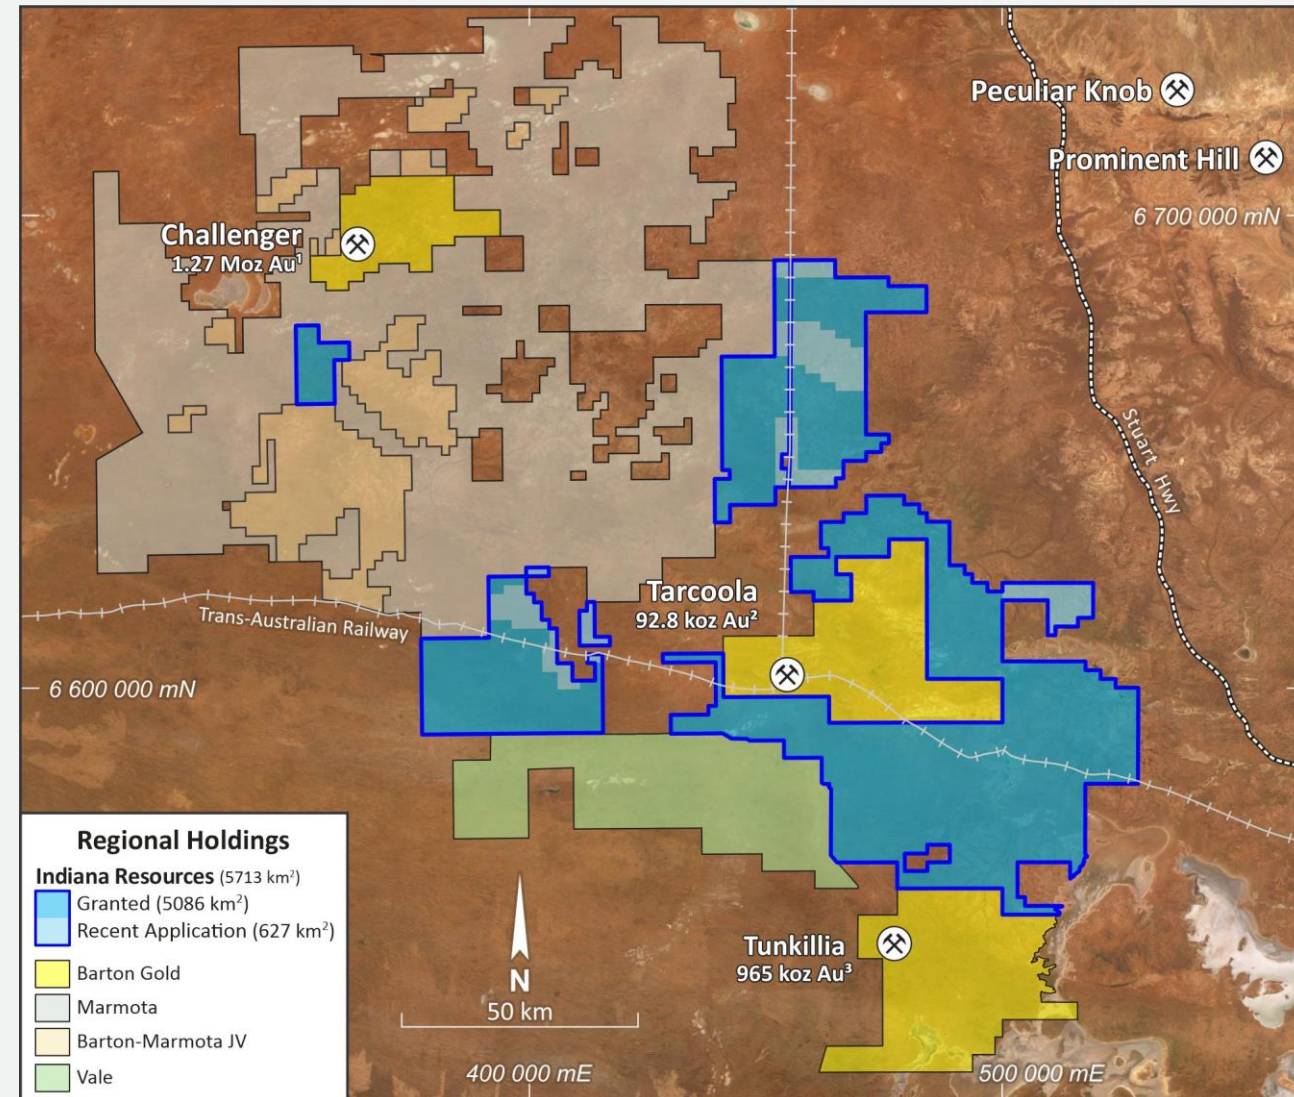 Peculiar Knob
Prominent Hill
6 700 000 mN
Challenger
1.27 Moz Au¹
Stuart Hwy
Tarcoola
92.8 koz Au²
Trans-Australian Railway
6 600 000 mN
Regional Holdings
Indiana Resources (5713 km²)
Granted (5086 km²)
Recent Application (627 km²)
Barton Gold
Marmota
Barton-Marmota JV
Vale
N
50 km
Tunkillia
965 koz Au³
400 000 mE
500 000 mE